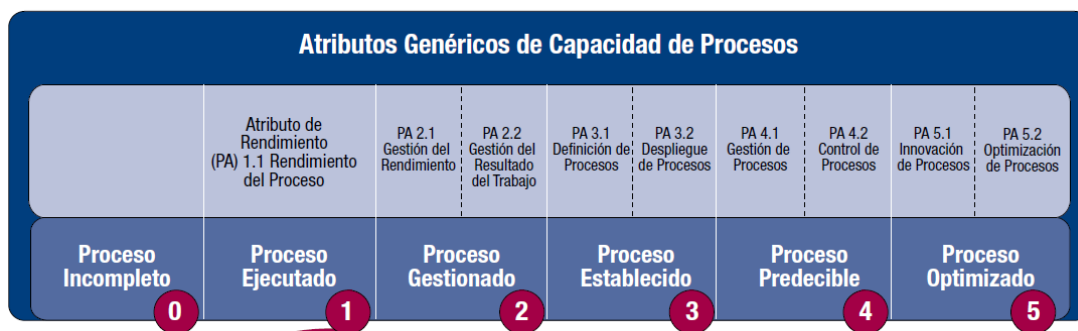 Atributos Genéricos de Capacidad de Procesos
Atributo de
Rendimiento
(PA) 1.1 Rendimiento
del Proceso
PA 2.1
Gestión del
Rendimiento
PA 2.2
Gestión del
Resultado
del Trabajo
PA 3.1
Definición de
Procesos
PA 3.2
Despliegue
de Procesos
PA 4.1
Gestión de
Procesos
PA 4.2
Control de
Procesos
PA 5.1
Innovación
de Procesos
PA 5.2
Optimización
de Procesos
Proceso
Incompleto
0
Proceso
Ejecutado
1
Proceso
Gestionado
2
Proceso
Establecido
3
Proceso
Predecible
4
Proceso
Optimizado
5